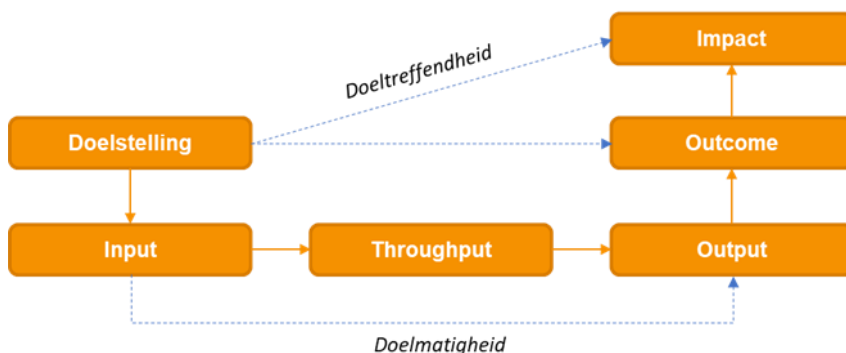 Impact
Doeltreffendheid
Doelstelling
Outcome
Input
Throughput
Output
Doelmatigheid